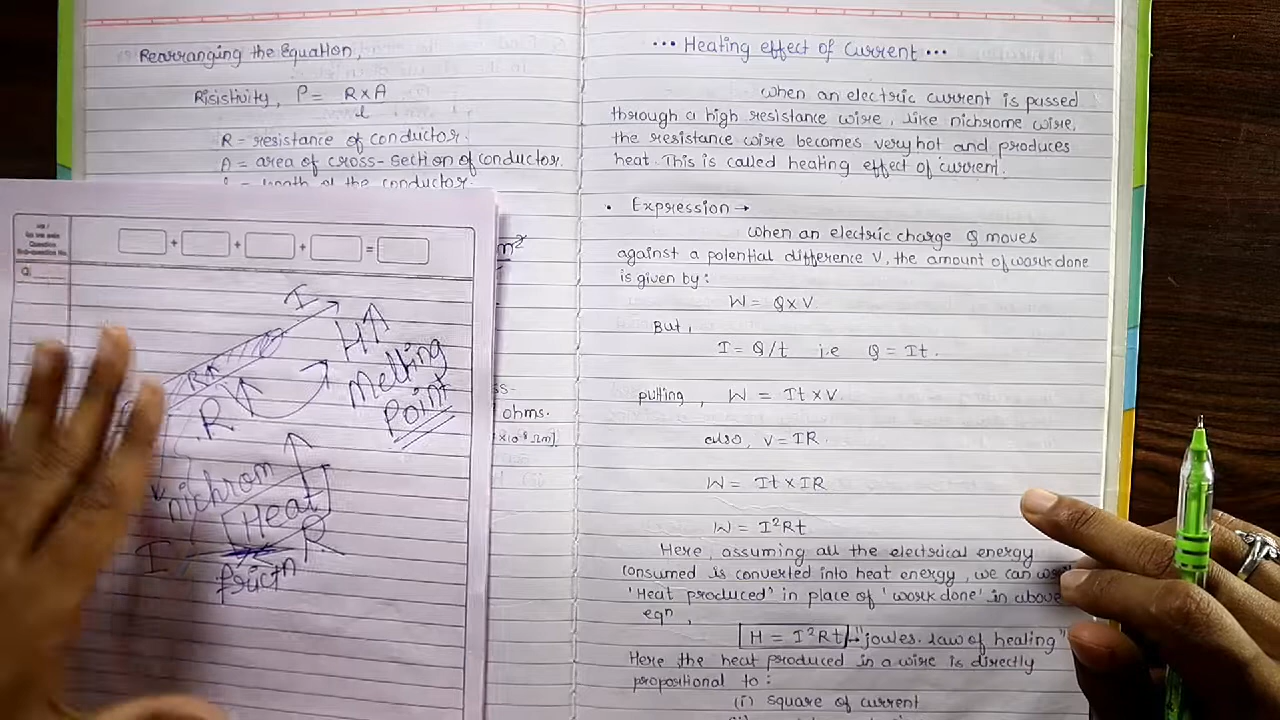 Rearranging the Equation,
Risistivity, ρ = R×A
l
R = resistance of conductor.
A = area of cross-section of conductor.
l = length of the conductor.
m²
ss-
ohms.
Question
Q
+ + + =
I
R↑
H↑
R↑
Melting
Point
nichrom
Heat
I R
frictn
... Heating effect of Current ...
When an electric current is passed
through a high resistance wire, like nichrome wire,
the resistance wire becomes very hot and produces
heat. This is called heating effect of current.
• Expression →
When an electric charge Q moves
against a potential difference V, the amount of work done
is given by:
W = Q×V
But,
I = Q/t i.e Q = It.
putting, W = It×V.
also, V = IR.
W = It×IR
W = I²Rt
Here, assuming all the electrical energy
consumed is converted into heat energy, we can
'Heat produced' in place of 'work done' in above
eqn,
H = I²Rt → "joules law of heating"
Here the heat produced in a wire is directly
propostional to:
(i) square of current